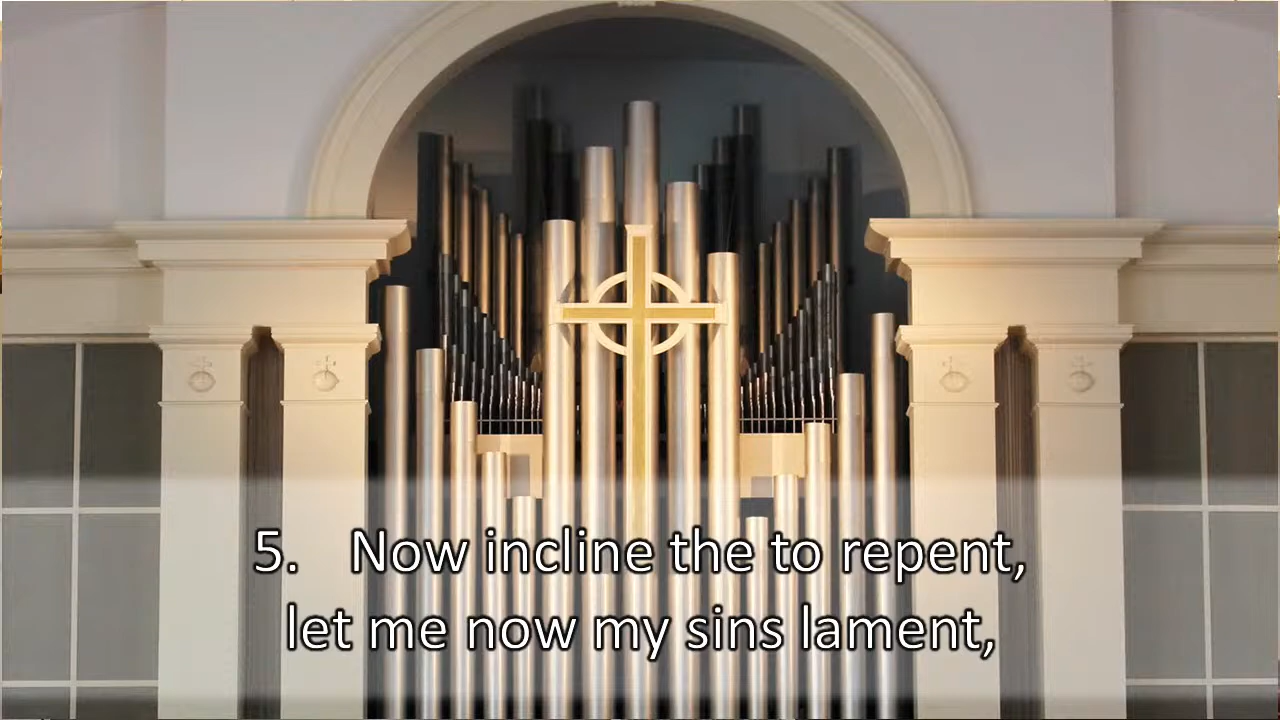 5. Now incline the to repent,
let me now my sins lament,